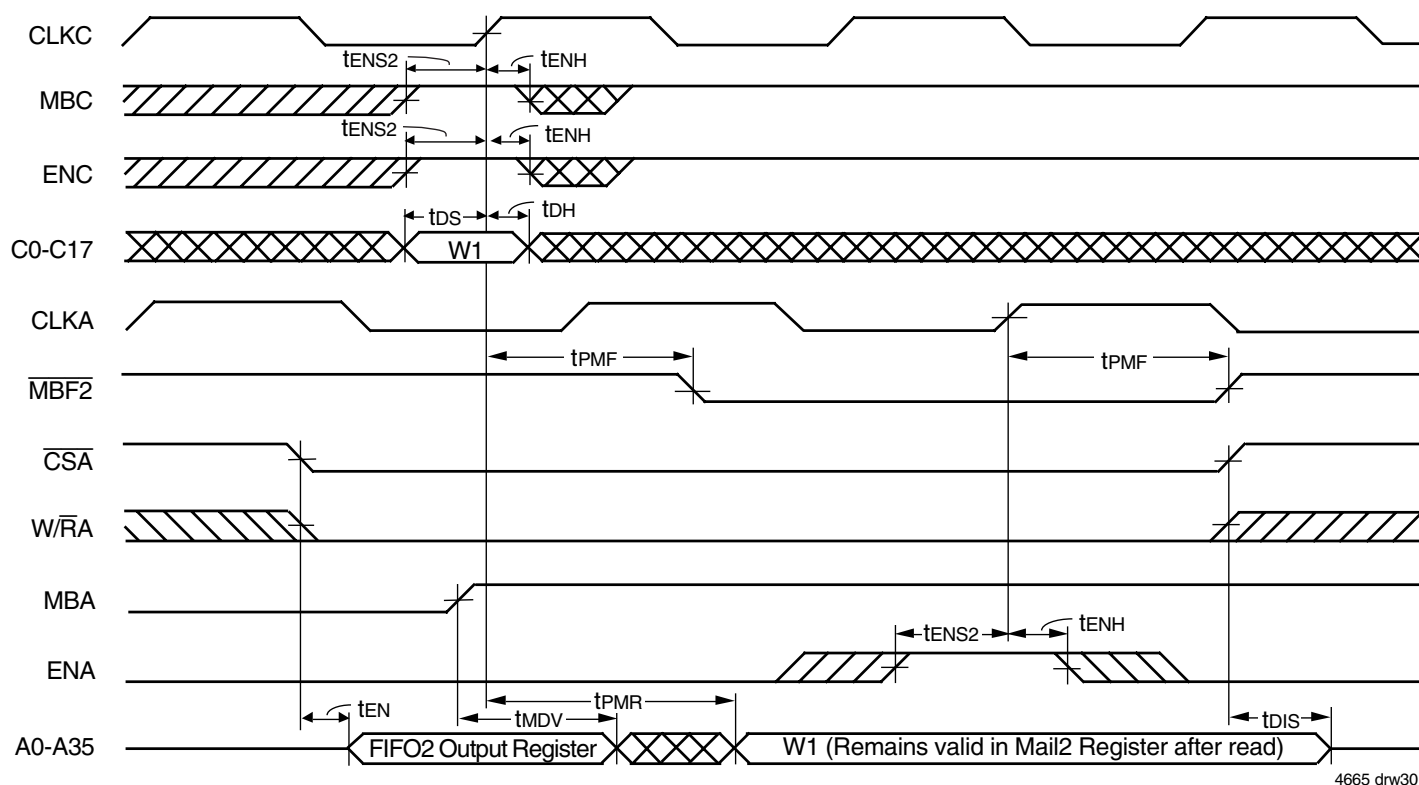 CLKC
tENS2
tENH
MBC
tENS2
tENH
ENC
tDS
tDH
C0-C17
W1
CLKA
tPMF
tPMF
MBF2
CSA
W/RA
MBA
tENS2
tENH
ENA
tEN
tPMR
tMDV
tDIS
A0-A35
FIFO2 Output Register
W1 (Remains valid in Mail2 Register after read)
4665 drw30